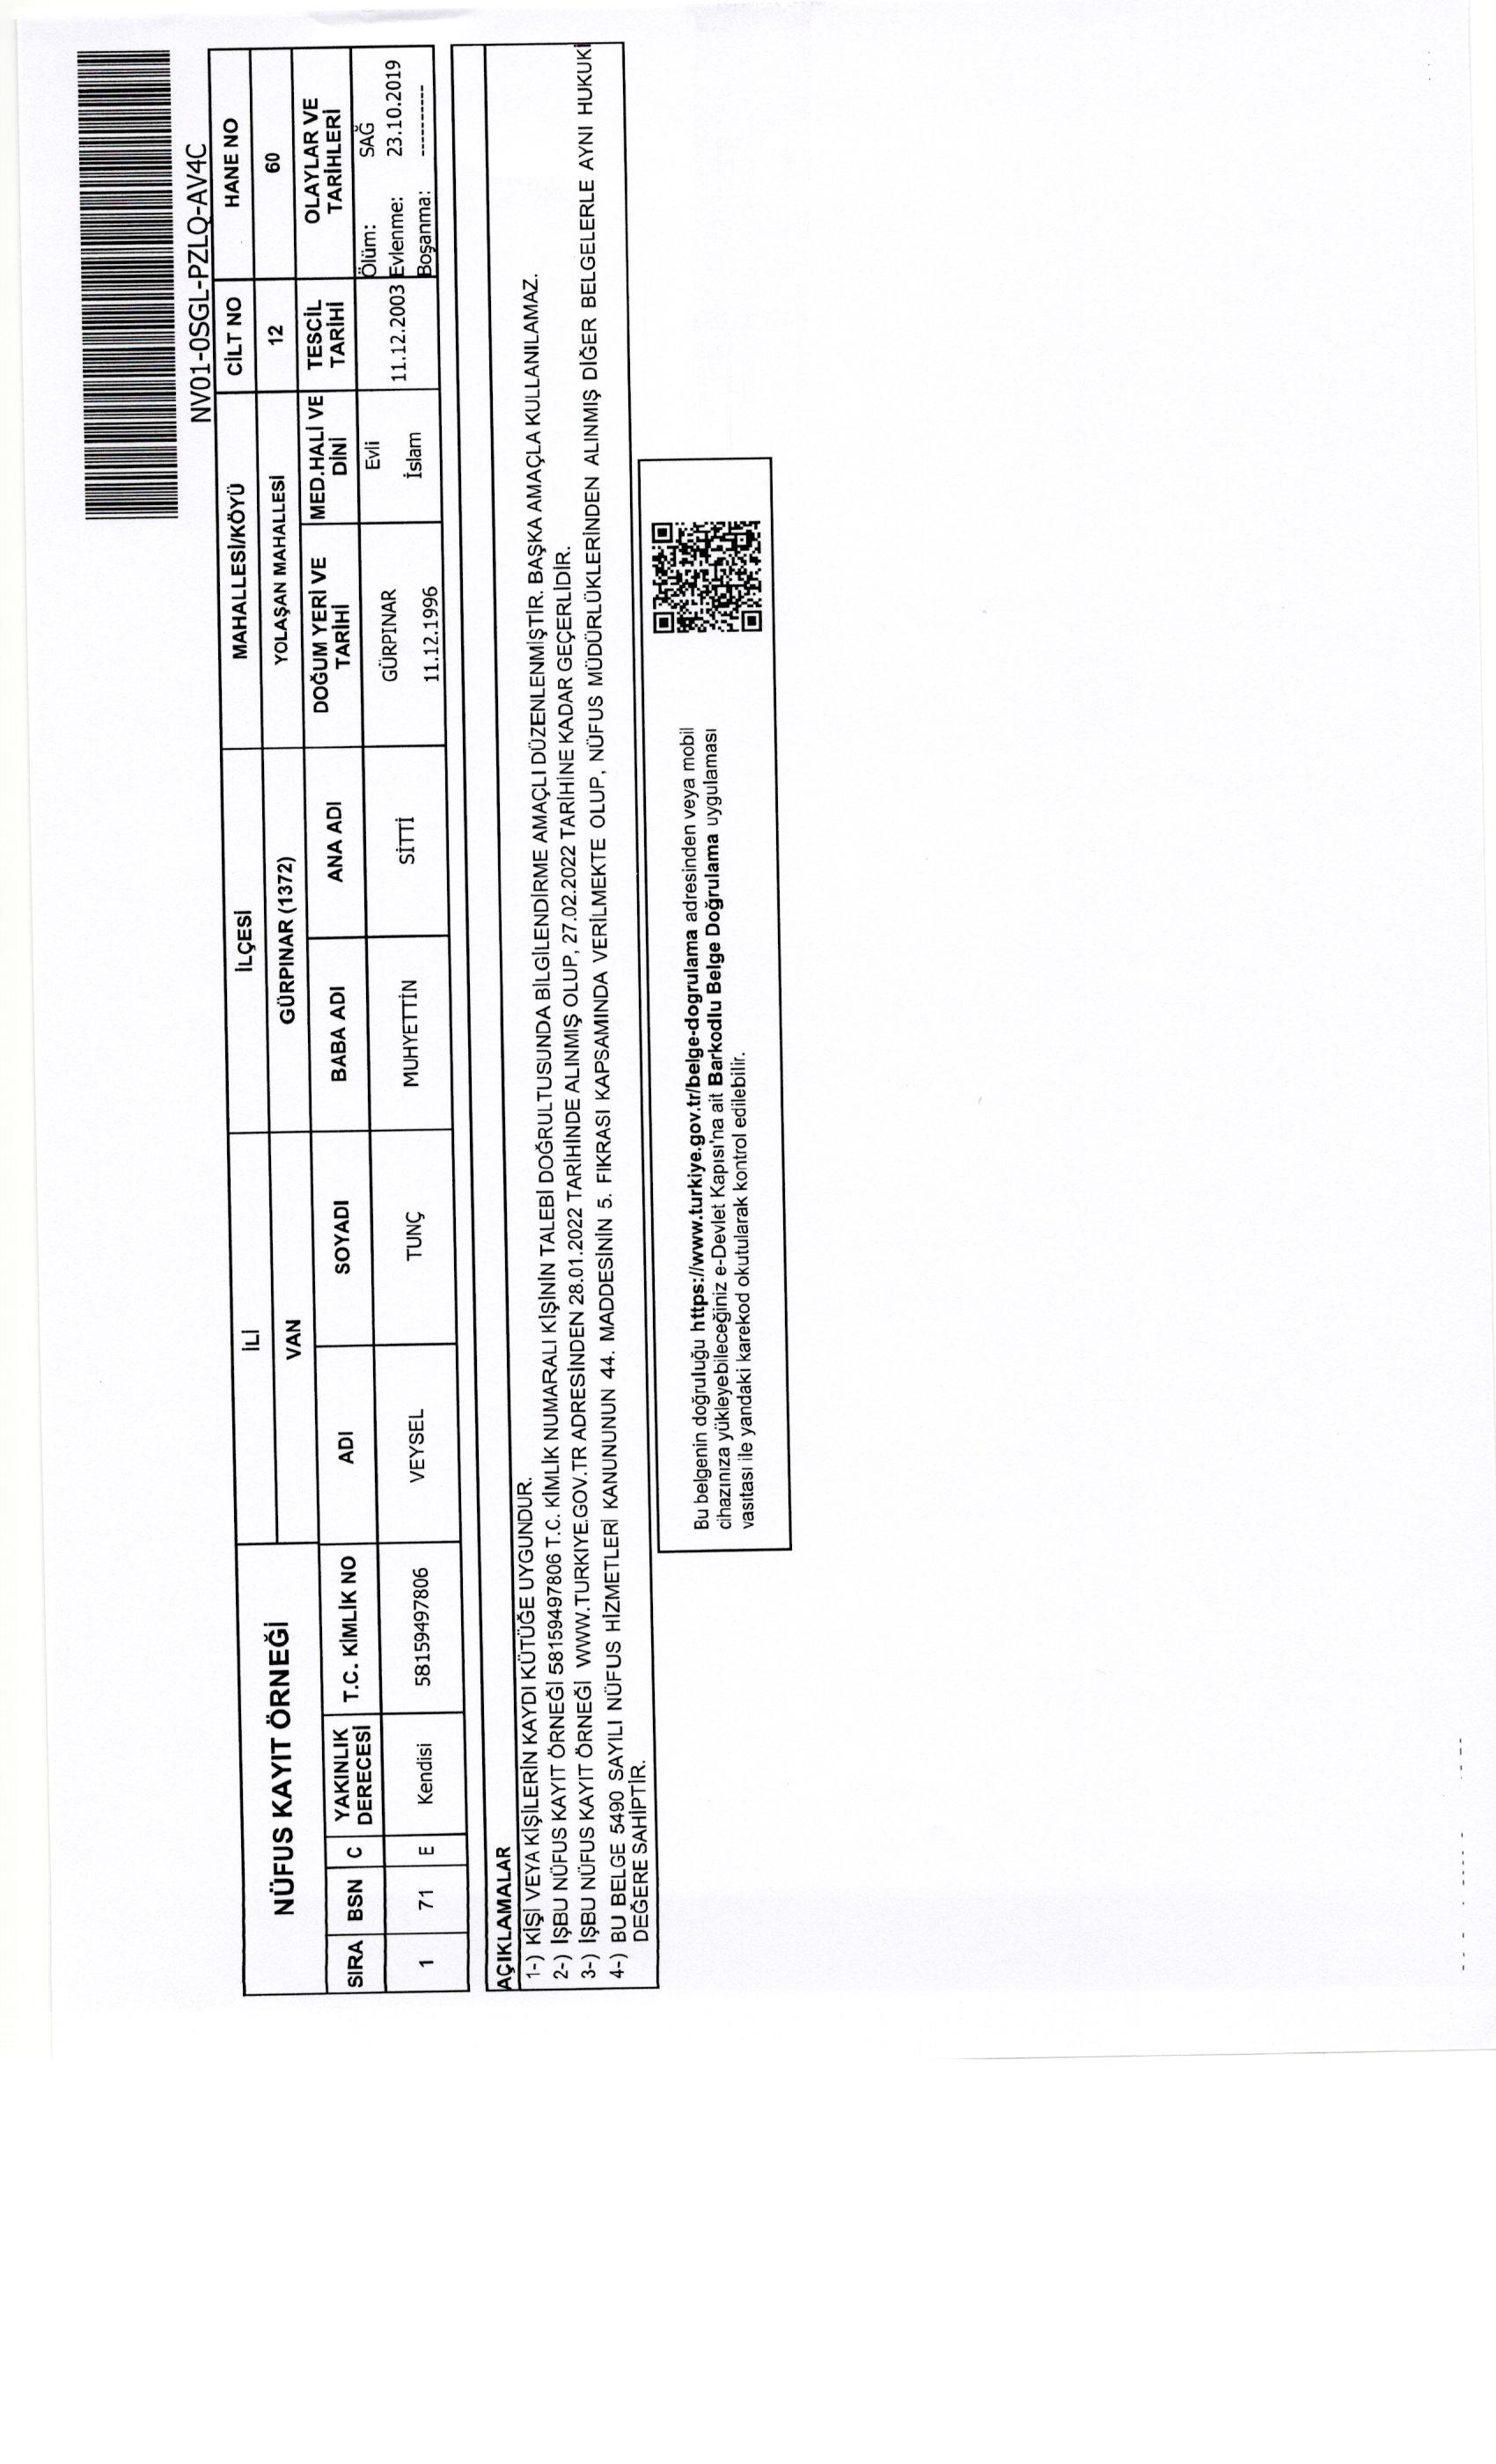 NV01-0SGL-PZLQ-AV4C
NÜFUS KAYIT ÖRNEĞİ
İLİ İLÇESİ MAHALLESİ/KÖYÜ CİLT NO HANE NO
VAN GÜRPINAR (1372) YOLAŞAN MAHALLESİ 12 60
SIRA BSN C YAKINLIK DERECESİ T.C. KİMLİK NO ADI SOYADI BABA ADI ANA ADI DOĞUM YERİ VE TARİHİ MED.HALİ VE DİNİ TESCİL TARİHİ OLAYLAR VE TARİHLERİ
1 71 E Kendisi 58159497806 VEYSEL TUNÇ MUHYETTİN SİTTİ GÜRPINAR 11.12.1996 Evli İslam 11.12.2003 Ölüm: SAĞ
Evlenme: 23.10.2019
Boşanma: ----------
AÇIKLAMALAR
1-) KİŞİ VEYA KİŞİLERİN KAYDI KÜTÜĞE UYGUNDUR.
2-) İŞBU NÜFUS KAYIT ÖRNEĞİ 58159497806 T.C. KİMLİK NUMARALI KİŞİNİN TALEBİ DOĞRULTUSUNDA BİLGİLENDİRME AMAÇLI DÜZENLENMİŞTİR. BAŞKA AMAÇLA KULLANILAMAZ.
3-) İŞBU NÜFUS KAYIT ÖRNEĞİ WWW.TURKIYE.GOV.TR ADRESİNDEN 28.01.2022 TARİHİNDE ALINMIŞ OLUP, 27.02.2022 TARİHİNE KADAR GEÇERLİDİR.
4-) BU BELGE 5490 SAYILI NÜFUS HİZMETLERİ KANUNUNUN 44. MADDESİNİN 5. FIKRASI KAPSAMINDA VERİLMEKTE OLUP, NÜFUS MÜDÜRLÜKLERİNDEN ALINMIŞ DİĞER BELGELERLE AYNI HUKUKİ
DEĞERE SAHİPTİR.
Bu belgenin doğruluğu https://www.turkiye.gov.tr/belge-dogrulama adresinden veya mobil
cihazınıza yükleyebileceğiniz e-Devlet Kapısı'na ait Barkodlu Belge Doğrulama uygulaması
vasıtası ile yandaki karekod okutularak kontrol edilebilir.